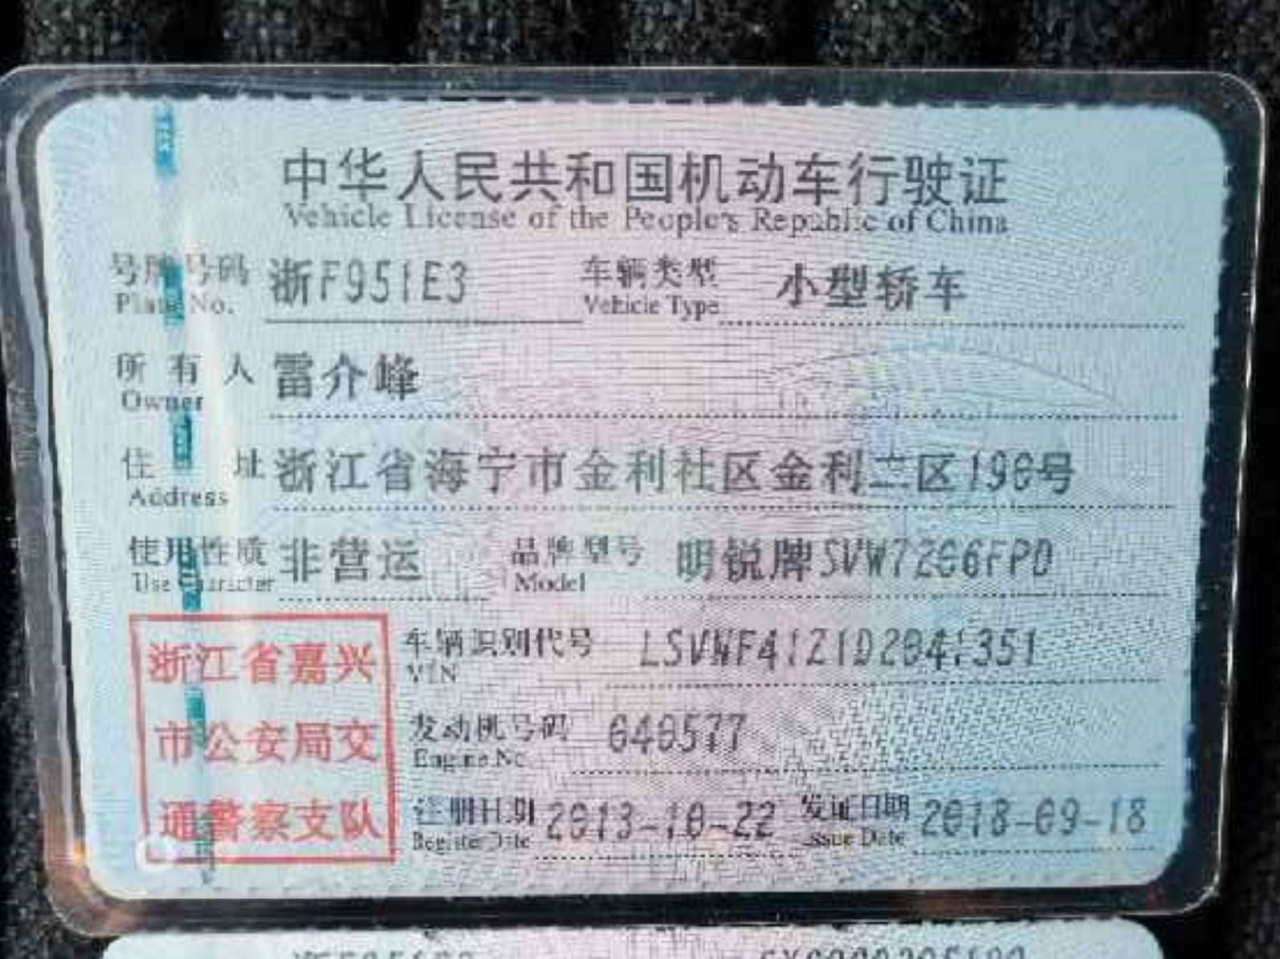 中华人民共和国机动车行驶证
Vehicle License of the People's Republic of China
号牌号码 浙F951E3 车辆类型 小型轿车
Plate No. Vehicle Type
所有人 雷介峰
Owner
住址 浙江省海宁市金利社区金利二区190号
Address
使用性质 非营运 品牌型号 明锐牌SVW7206FPD
Use Character Model
浙江省嘉兴
市公安局交
通警察支队
车辆识别代号 LSVWF41Z1D2041351
VIN
发动机号码 040577
Engine No.
注册日期 2013-10-22 发证日期 2018-09-18
Register Date Issue Date